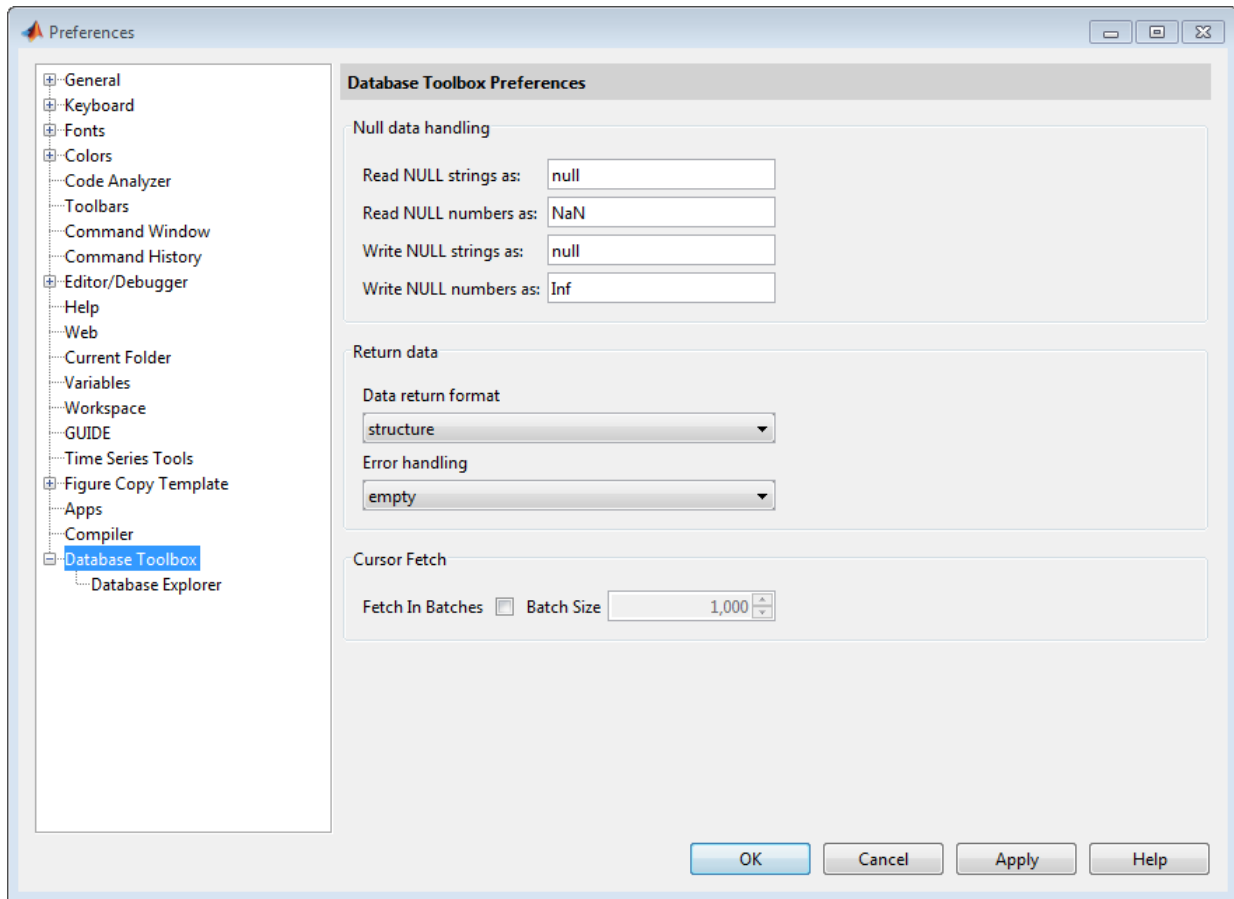 Preferences
General
Keyboard
Fonts
Colors
Code Analyzer
Toolbars
Command Window
Command History
Editor/Debugger
Help
Web
Current Folder
Variables
Workspace
GUIDE
Time Series Tools
Figure Copy Template
Apps
Compiler
Database Toolbox
Database Explorer
Database Toolbox Preferences
Null data handling
Read NULL strings as: null
Read NULL numbers as: NaN
Write NULL strings as: null
Write NULL numbers as: Inf
Return data
Data return format
structure
Error handling
empty
Cursor Fetch
Fetch In Batches Batch Size 1,000
OK Cancel Apply Help